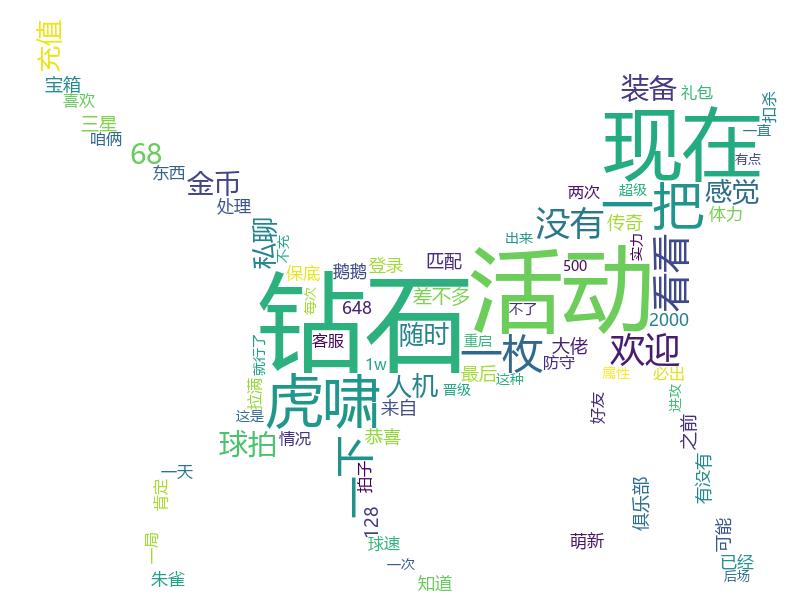 充值
宝箱
喜欢
三星
咱俩
68
东西
金币
处理
私聊
不充
装备
礼包
扣杀
现在
一直
有点
两次
超级
一把
感觉
没有
传奇
体力
出来
实力
看看
保底
鹅鹅
登录
匹配
500
活动
每次
648
差不多
不了
2000
钻石
客服
随时
重启
一枚
大佬
欢迎
就行了
1w
防守
最后
这种
属性
必出
拉满
虎啸
人机
晋级
进攻
这是
来自
好友
球拍
情况
恭喜
之前
一下
拍子
一天
有没有
肯定
俱乐部
128
一局
球速
萌新
可能
朱雀
一次
知道
已经
后场